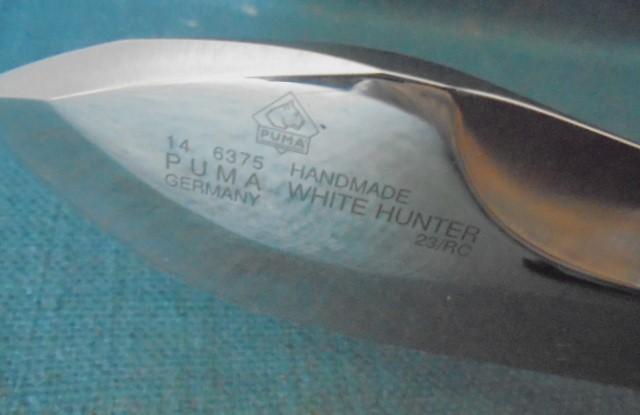 PUMA
14 6375 HANDMADE
PUMA WHITE HUNTER
GERMANY 23/RC